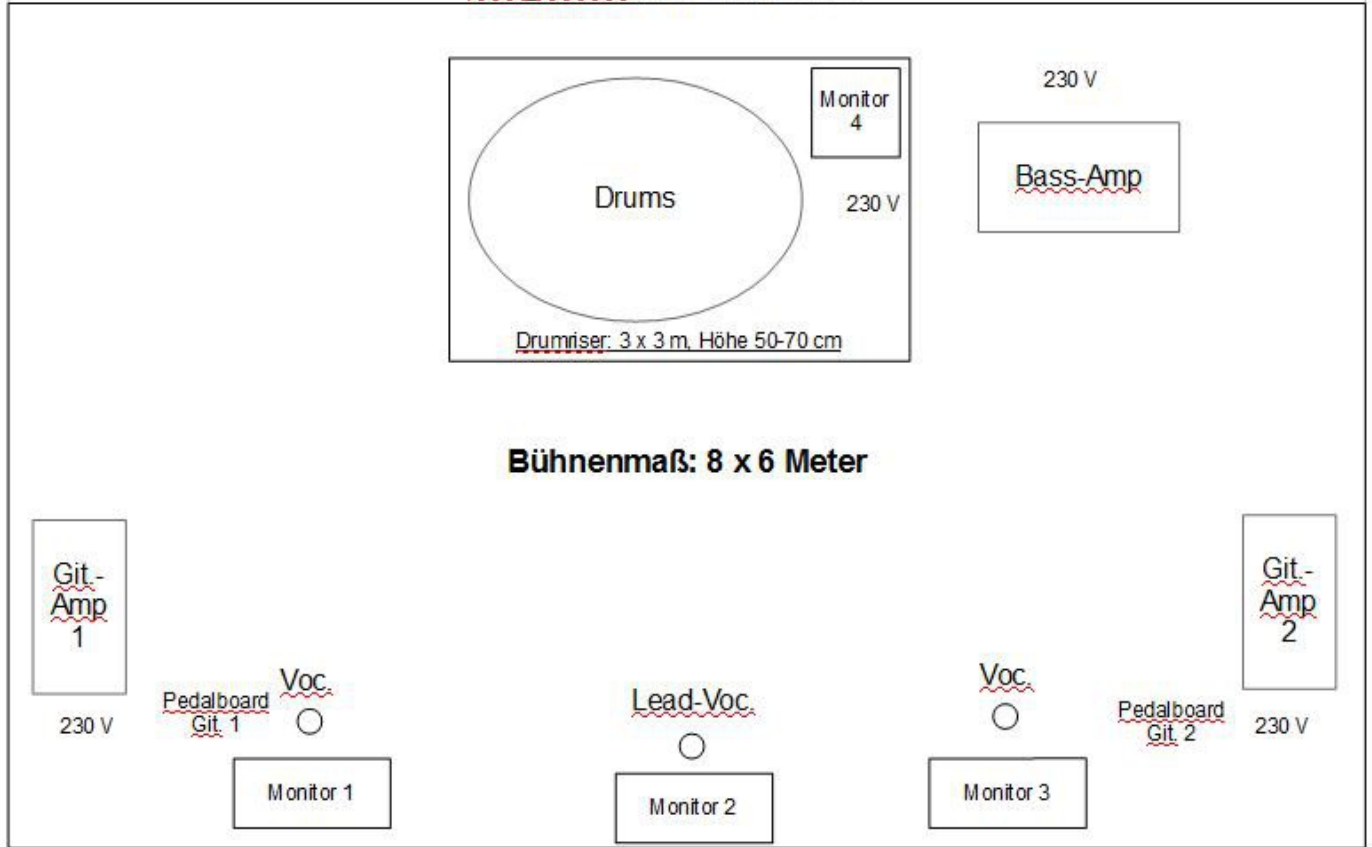 230 V
Monitor
4
Bass-Amp
Drums
230 V
Drumriser: 3 x 3 m, Höhe 50-70 cm
Bühnenmaß: 8 x 6 Meter
Git.-
Amp
1
Git.-
Amp
2
Voc.
Voc.
Pedalboard
Git. 1
Lead-Voc.
Pedalboard
Git. 2
230 V
230 V
Monitor 1
Monitor 2
Monitor 3